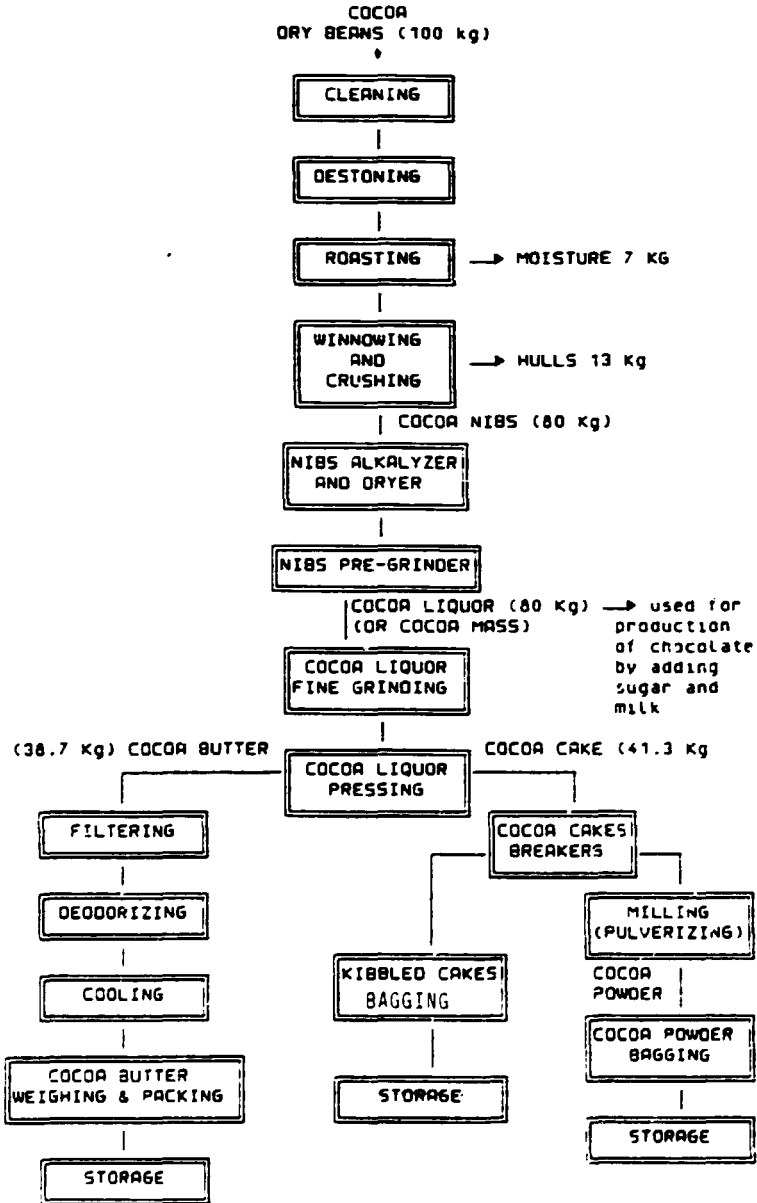 COCOA
DRY BEANS (100 kg)
CLEANING
DESTONING
ROASTING
MOISTURE 7 KG
WINNOWING
AND
CRUSHING
HULLS 13 Kg
COCOA NIBS (80 Kg)
NIBS ALKALYZER
AND DRYER
NIBS PRE-GRINDER
COCOA LIQUOR (80 Kg)
(OR COCOA MASS)
used for
production
of chocolate
by adding
sugar and
milk
COCOA LIQUOR
FINE GRINDING
(38.7 Kg) COCOA BUTTER
COCOA CAKE (41.3 Kg
COCOA LIQUOR
PRESSING
FILTERING
DEODORIZING
COOLING
COCOA BUTTER
WEIGHING & PACKING
STORAGE
COCOA CAKES
BREAKERS
KIBBLED CAKES
BAGGING
STORAGE
MILLING
(PULVERIZING)
COCOA
POWDER
COCOA POWDER
BAGGING
STORAGE